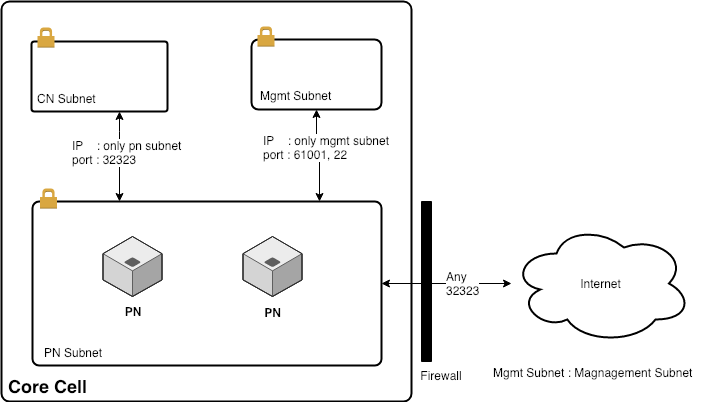 CN Subnet
Mgmt Subnet
IP : only pn subnet
port : 32323
IP : only mgmt subnet
port : 61001, 22
PN
PN
PN Subnet
Core Cell
Any
32323
Internet
Firewall
Mgmt Subnet : Magnagement Subnet